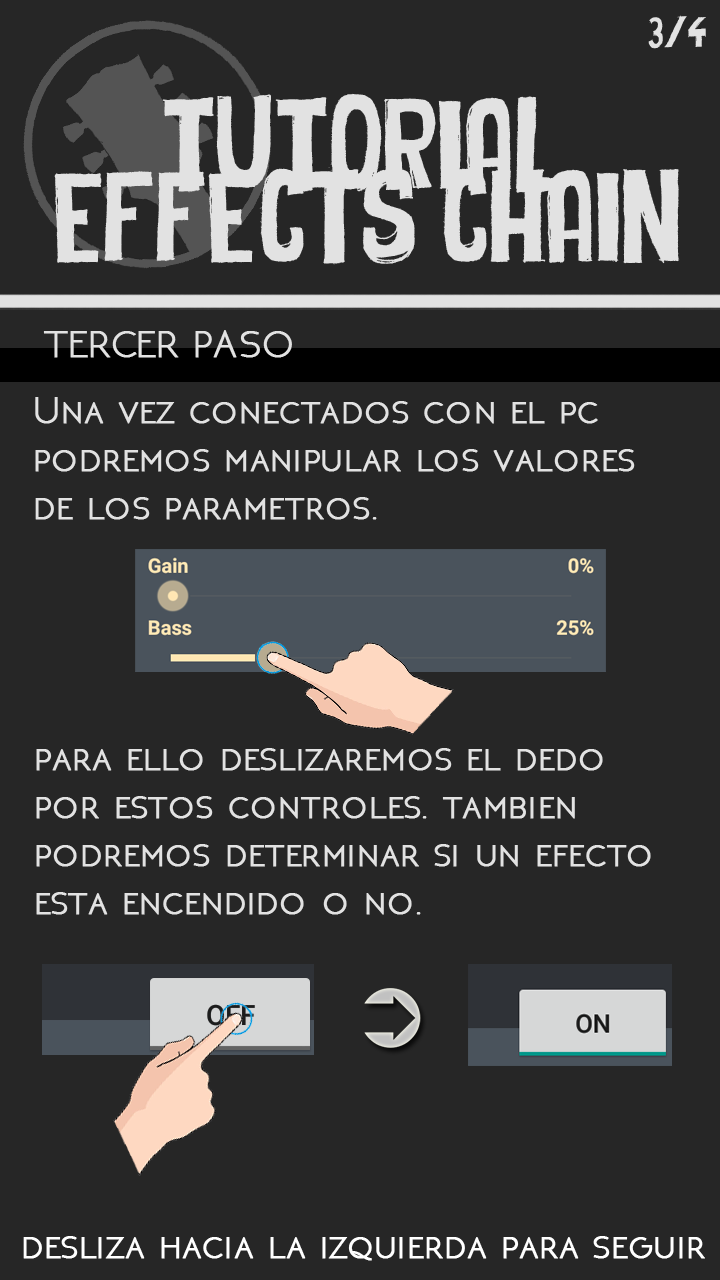 3/4
TUTORIAL
EFFECTS CHAIN
TERCER PASO
UNA VEZ CONECTADOS CON EL PC
PODREMOS MANIPULAR LOS VALORES
DE LOS PARAMETROS.
Gain 0%
Bass 25%
PARA ELLO DESLIZAREMOS EL DEDO
POR ESTOS CONTROLES. TAMBIEN
PODREMOS DETERMINAR SI UN EFECTO
ESTA ENCENDIDO O NO.
OFF ON
DESLIZA HACIA LA IZQUIERDA PARA SEGUIR